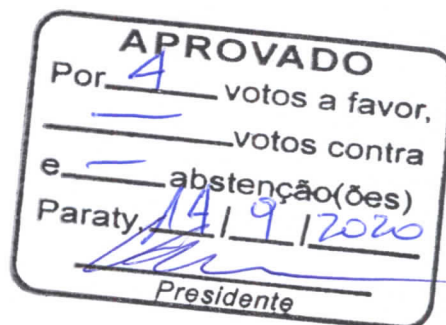 APROVADO
Por 4 votos a favor,
— votos contra
e — abstenção(ões)
Paraty, 14 / 9 / 2020
Presidente